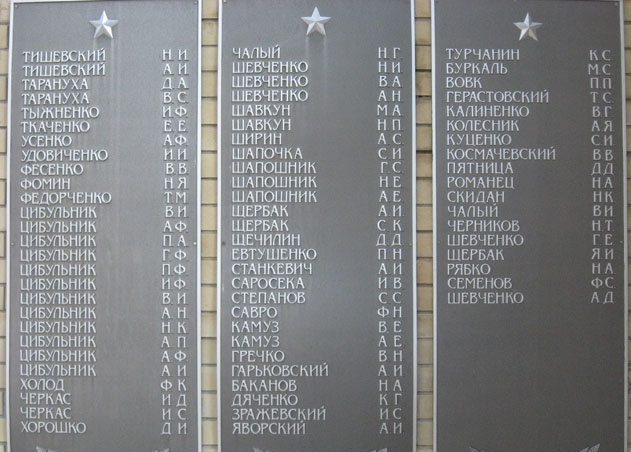 ТИШЕВСКИЙ Н.И.
ТИШЕВСКИЙ А.И.
ТАРАНУХА Д.А.
ТАРАНУХА В.С.
ТЫЖНЕНКО И.Ф.
ТКАЧЕНКО Е.Е.
УСЕНКО А.Ф.
УДОВИЧЕНКО И.И.
ФЕСЕНКО В.В.
ФОМИН Н.Я.
ФЕДОРЧЕНКО Т.М.
ЦИБУЛЬНИК В.И.
ЦИБУЛЬНИК А.Ф.
ЦИБУЛЬНИК П.А.
ЦИБУЛЬНИК Г.Ф.
ЦИБУЛЬНИК П.Ф.
ЦИБУЛЬНИК И.Ф.
ЦИБУЛЬНИК В.И.
ЦИБУЛЬНИК А.Н.
ЦИБУЛЬНИК Н.К.
ЦИБУЛЬНИК А.П.
ЦИБУЛЬНИК А.Ф.
ЦИБУЛЬНИК А.И.
ХОЛОД Ф.К.
ЧЕРКАС И.Д.
ЧЕРКАС И.С.
ХОРОШКО Д.И.
ЧАЛЫЙ Н.Г.
ШЕВЧЕНКО Н.И.
ШЕВЧЕНКО В.А.
ШЕВЧЕНКО А.Н.
ШАВКУН М.А.
ШАВКУН Н.П.
ШИРИН А.С.
ШАПОЧКА С.И.
ШАПОШНИК Г.С.
ШАПОШНИК Н.Е.
ШАПОШНИК А.Е.
ЩЕРБАК А.И.
ЩЕРБАК С.К.
ЩЕЧИЛИН Д.Д.
ЕВТУШЕНКО П.Н.
СТАНКЕВИЧ А.И.
САРОСЕКА И.В.
СТЕПАНОВ С.С.
САВРО Ф.Н.
КАМУЗ В.Е.
КАМУЗ А.Е.
ГРЕЧКО В.Н.
ГАРЬКОВСКИЙ А.И.
БАКАНОВ Н.А.
ДЯЧЕНКО К.Г.
ЗРАЖЕВСКИЙ И.С.
ЯВОРСКИЙ А.И.
ТУРЧАНИН К.С.
БУРКАЛЬ М.С.
ВОВК П.П.
ГЕРАСТОВСКИЙ Т.С.
КАЛИНЕНКО В.Г.
КОЛЕСНИК А.Я.
КУЦЕНКО С.И.
КОСМАЧЕВСКИЙ В.В.
ПЯТНИЦА Д.Д.
РОМАНЕЦ Н.А.
СКИДАН Н.К.
ЧАЛЫЙ В.И.
ЧЕРНИКОВ Н.Т.
ШЕВЧЕНКО Г.Е.
ЩЕРБАК Я.И.
РЯБКО Н.А.
СЕМЕНОВ Ф.С.
ШЕВЧЕНКО А.Д.